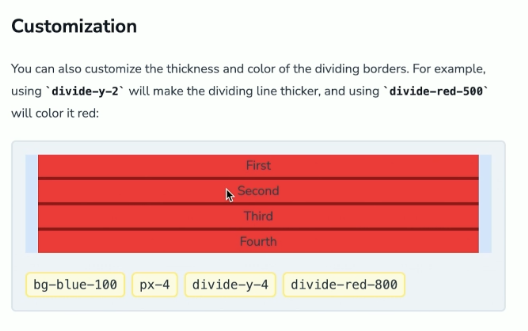 Customization
You can also customize the thickness and color of the dividing borders. For example,
using `divide-y-2` will make the dividing line thicker, and using `divide-red-500`
will color it red:
First
Second
Third
Fourth
bg-blue-100 px-4 divide-y-4 divide-red-800